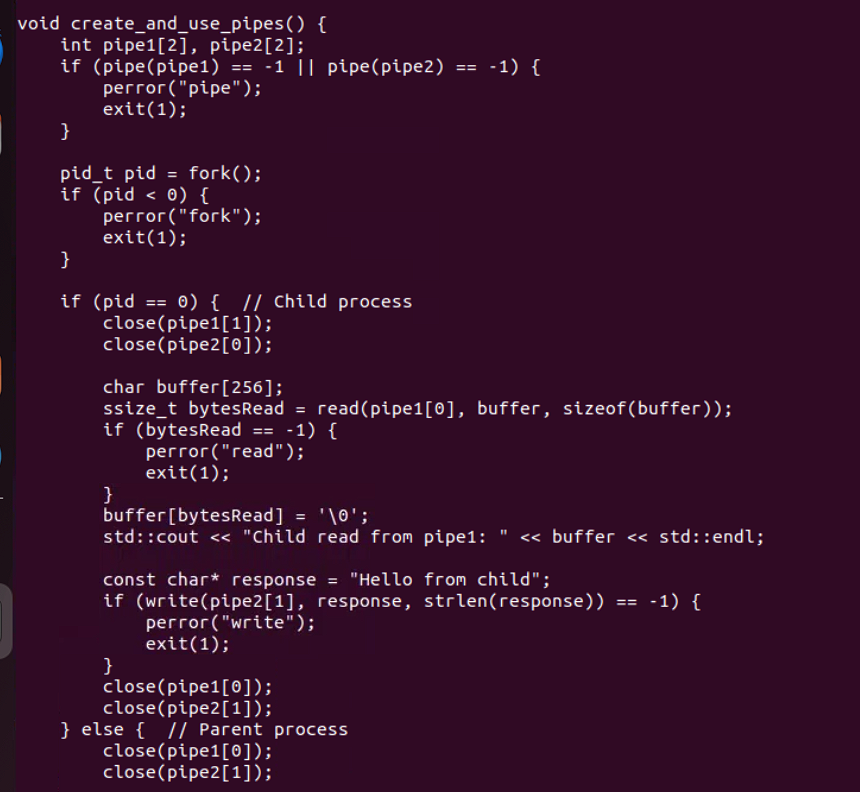 void create_and_use_pipes() {
    int pipe1[2], pipe2[2];
    if (pipe(pipe1) == -1 || pipe(pipe2) == -1) {
        perror("pipe");
        exit(1);
    }

    pid_t pid = fork();
    if (pid < 0) {
        perror("fork");
        exit(1);
    }

    if (pid == 0) {  // Child process
        close(pipe1[1]);
        close(pipe2[0]);

        char buffer[256];
        ssize_t bytesRead = read(pipe1[0], buffer, sizeof(buffer));
        if (bytesRead == -1) {
            perror("read");
            exit(1);
        }
        buffer[bytesRead] = '\0';
        std::cout << "Child read from pipe1: " << buffer << std::endl;

        const char* response = "Hello from child";
        if (write(pipe2[1], response, strlen(response)) == -1) {
            perror("write");
            exit(1);
        }
        close(pipe1[0]);
        close(pipe2[1]);
    } else {  // Parent process
        close(pipe1[0]);
        close(pipe2[1]);